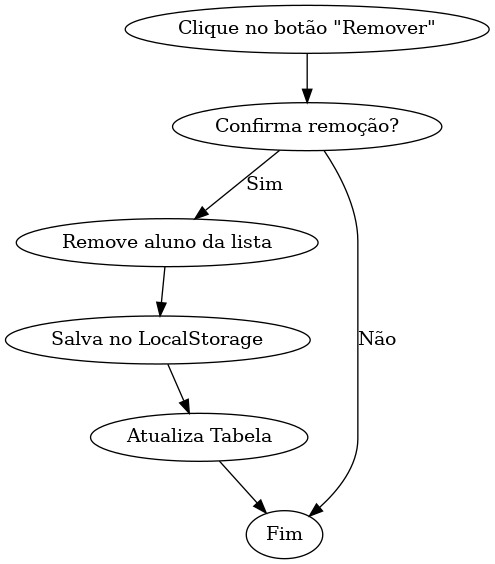 Clique no botão "Remover"
Confirma remoção?
Sim
Remove aluno da lista
Salva no LocalStorage
Não
Atualiza Tabela
Fim